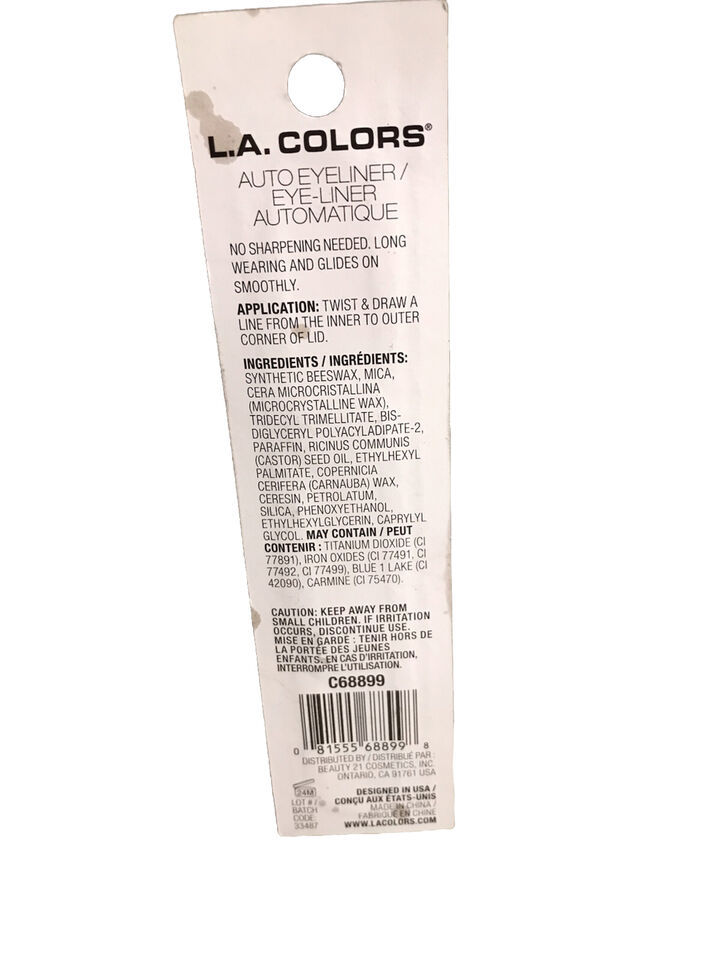 L.A. COLORS®
AUTO EYELINER /
EYE-LINER
AUTOMATIQUE
NO SHARPENING NEEDED. LONG
WEARING AND GLIDES ON
SMOOTHLY.
APPLICATION: TWIST & DRAW A
LINE FROM THE INNER TO OUTER
CORNER OF LID.
INGREDIENTS / INGRÉDIENTS:
SYNTHETIC BEESWAX, MICA,
CERA MICROCRISTALLINA
(MICROCRYSTALLINE WAX),
TRIDECYL TRIMELLITATE, BIS-
DIGLYCERYL POLYACYLADIPATE-2,
PARAFFIN, RICINUS COMMUNIS
(CASTOR) SEED OIL, ETHYLHEXYL
PALMITATE, COPERNICIA
CERIFERA (CARNAUBA) WAX,
CERESIN, PETROLATUM,
SILICA, PHENOXYETHANOL,
ETHYLHEXYLGLYCERIN, CAPRYLYL
GLYCOL. MAY CONTAIN / PEUT
CONTENIR : TITANIUM DIOXIDE (CI
77891), IRON OXIDES (CI 77491, CI
77492, CI 77499), BLUE 1 LAKE (CI
42090), CARMINE (CI 75470).
CAUTION: KEEP AWAY FROM
SMALL CHILDREN. IF IRRITATION
OCCURS, DISCONTINUE USE.
MISE EN GARDE : TENIR HORS DE
LA PORTÉE DES JEUNES
ENFANTS. EN CAS D'IRRITATION,
INTERROMPRE L'UTILISATION.
C68899
0 81555 68899 8
DISTRIBUTED BY / DISTRIBUÉ PAR :
BEAUTY 21 COSMETICS, INC.
ONTARIO, CA 91761 USA
24M
LOT # /
BATCH
CODE:
33487
DESIGNED IN USA /
CONÇU AUX ÉTATS-UNIS
MADE IN CHINA /
FABRIQUÉ EN CHINE
WWW.LACOLORS.COM